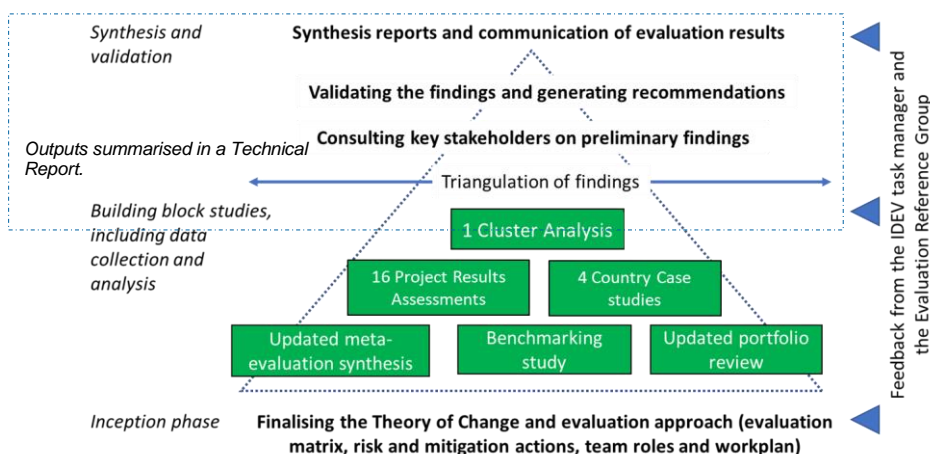 Synthesis and
validation
Synthesis reports and communication of evaluation results
Validating the findings and generating recommendations
Consulting key stakeholders on preliminary findings
Outputs summarised in a Technical
Report.
Triangulation of findings
Building block studies,
including data
collection and
analysis
1 Cluster Analysis
16 Project Results
Assessments
4 Country Case
studies
Updated meta-
evaluation synthesis
Benchmarking
study
Updated portfolio
review
Inception phase
Finalising the Theory of Change and evaluation approach (evaluation
matrix, risk and mitigation actions, team roles and workplan)
Feedback from the IDEV task manager and
the Evaluation Reference Group